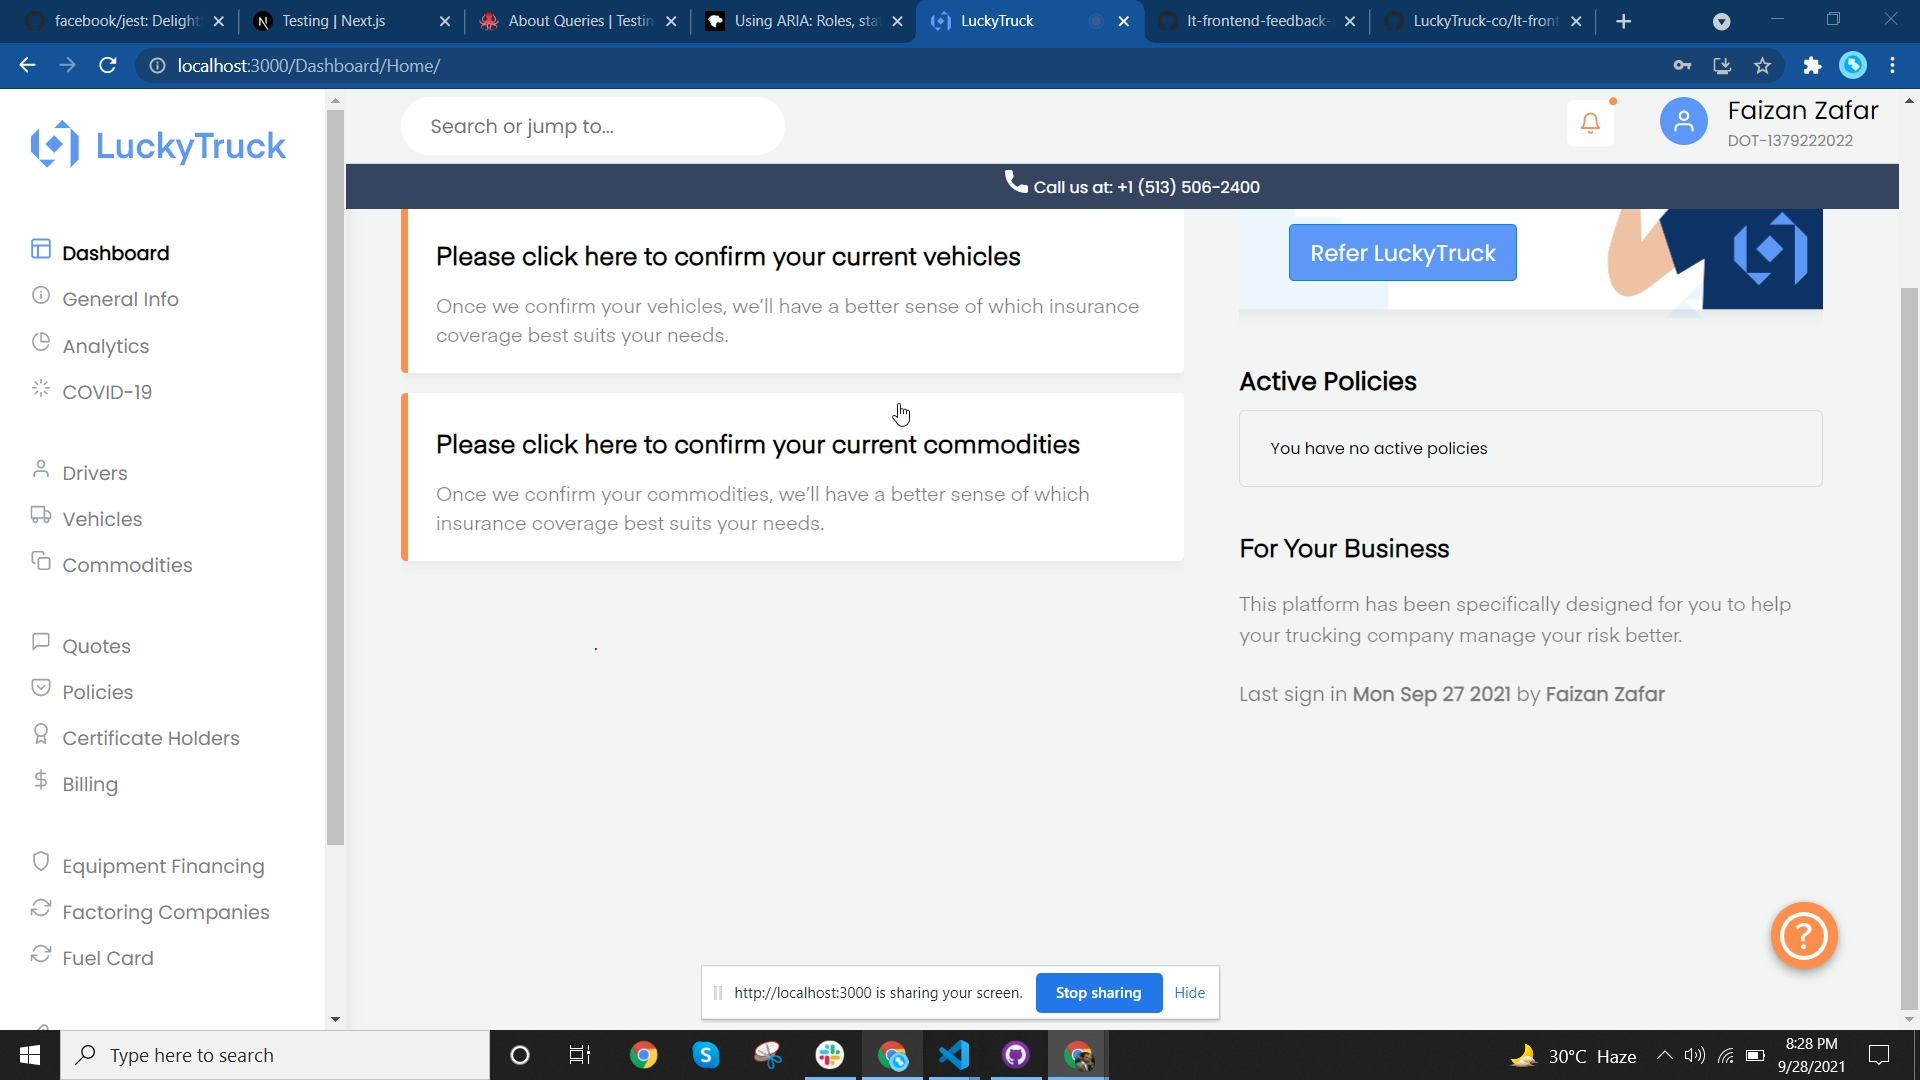 facebook/jest: Delight
Testing | Next.js
About Queries | Testin
Using ARIA: Roles, stat
LuckyTruck
lt-frontend-feedback-
LuckyTruck-co/lt-front
localhost:3000/Dashboard/Home/
LuckyTruck
Search or jump to...
Faizan Zafar
DOT-1379222022
Call us at: +1 (513) 506-2400
Dashboard
General Info
Analytics
COVID-19
Drivers
Vehicles
Commodities
Quotes
Policies
Certificate Holders
Billing
Equipment Financing
Factoring Companies
Fuel Card
Please click here to confirm your current vehicles
Once we confirm your vehicles, we'll have a better sense of which insurance
coverage best suits your needs.
Please click here to confirm your current commodities
Once we confirm your commodities, we'll have a better sense of which
insurance coverage best suits your needs.
Refer LuckyTruck
Active Policies
You have no active policies
For Your Business
This platform has been specifically designed for you to help
your trucking company manage your risk better.
Last sign in Mon Sep 27 2021 by Faizan Zafar
?
http://localhost:3000 is sharing your screen.
Stop sharing
Hide
Type here to search
30°C Haze
8:28 PM
9/28/2021